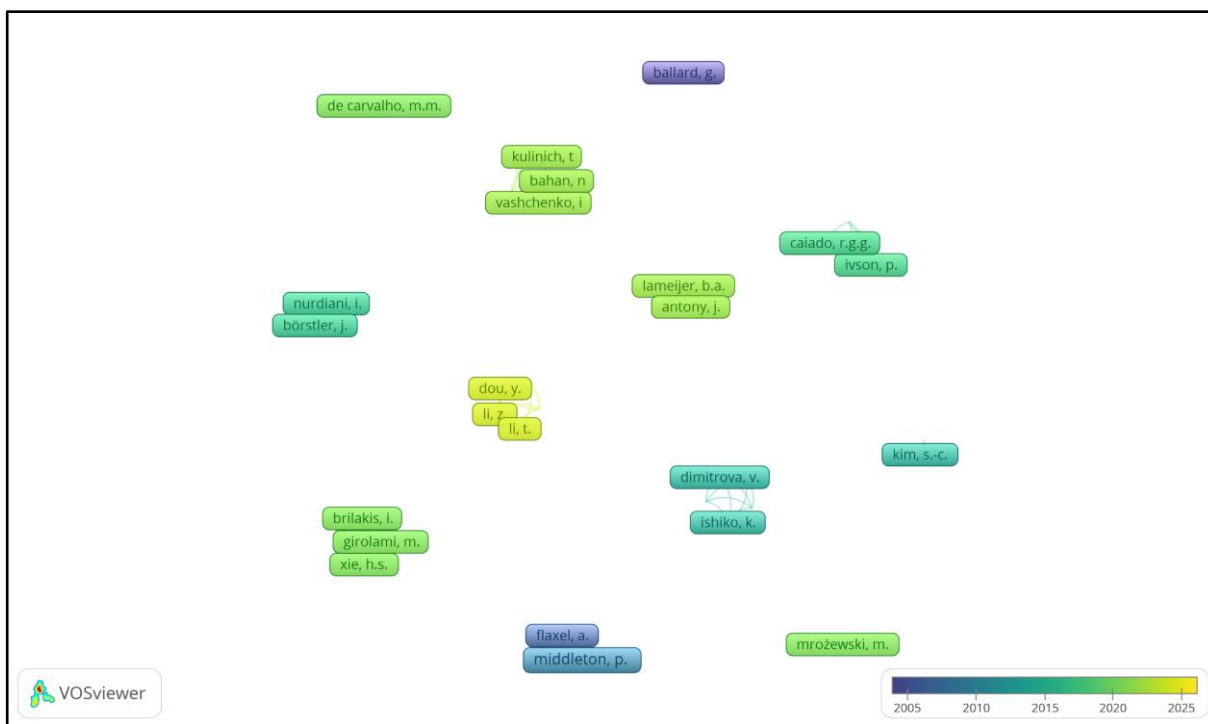 ballard, g.
de carvalho, m.m.
kulinich, t
bahan, n
vashchenko, i
caiado, r.g.g.
ivson, p.
lameijer, b.a.
antony, j.
nurdiani, i.
börstler, j.
dou, y.
li, z.
li, t.
kim, s.-c.
dimitrova, v.
ishiko, k.
brilakis, i.
girolami, m.
xie, h.s.
flaxel, a.
middleton, p.
mrożewski, m.
VOSviewer
2005 2010 2015 2020 2025